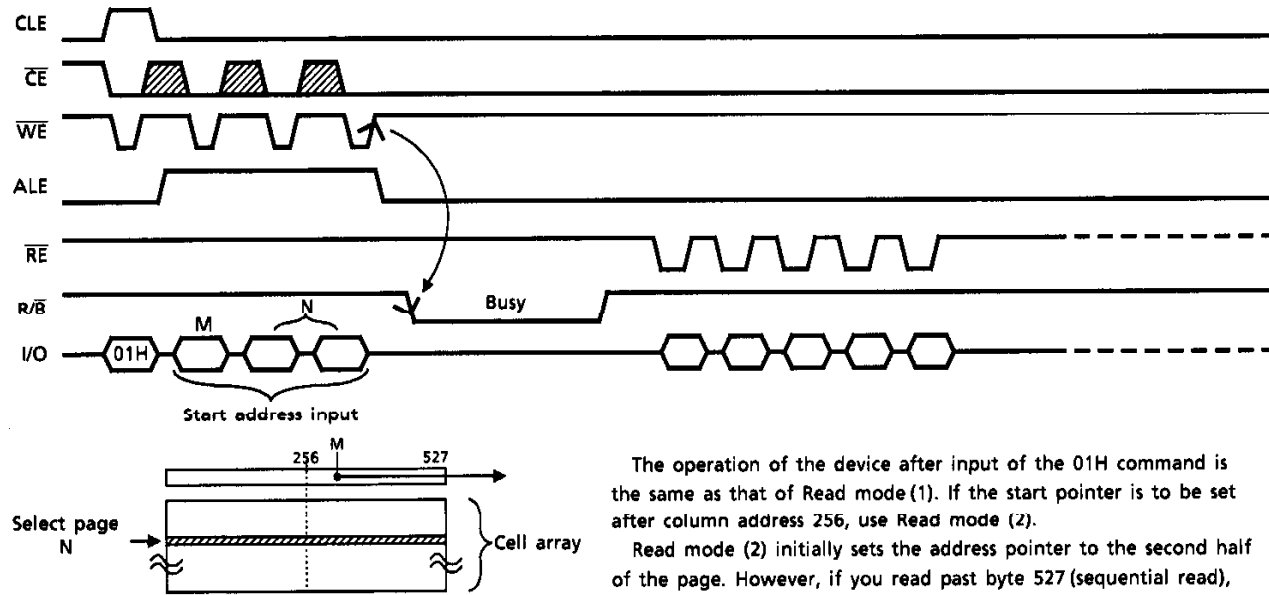 CLE
CE
WE
ALE
RE
R/B
Busy
M
N
I/O
01H
Start address input
M
256
527
Select page
N
Cell array
The operation of the device after input of the 01H command is
the same as that of Read mode (1). If the start pointer is to be set
after column address 256, use Read mode (2).
Read mode (2) initially sets the address pointer to the second half
of the page. However, if you read past byte 527 (sequential read),